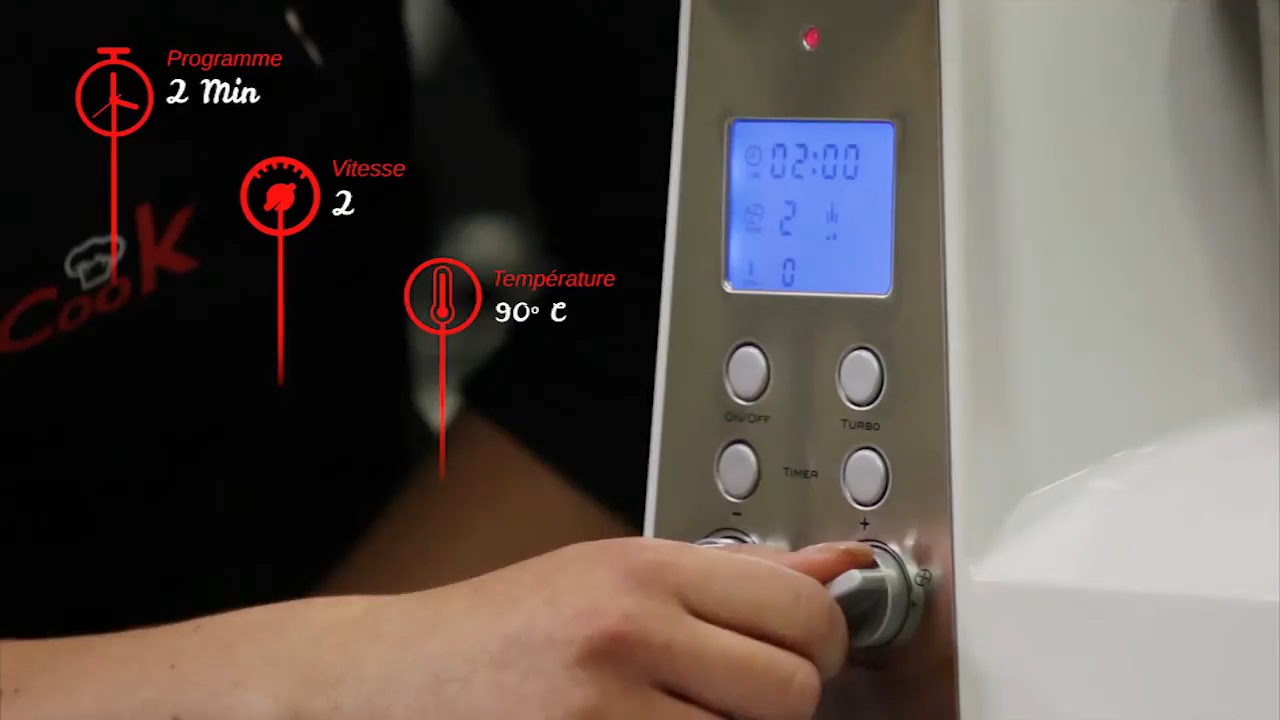 Programme
2 Min
Vitesse
2
Température
90° C
CooK
02:00
2
0
ON/OFF
TURBO
TIMER
-
+